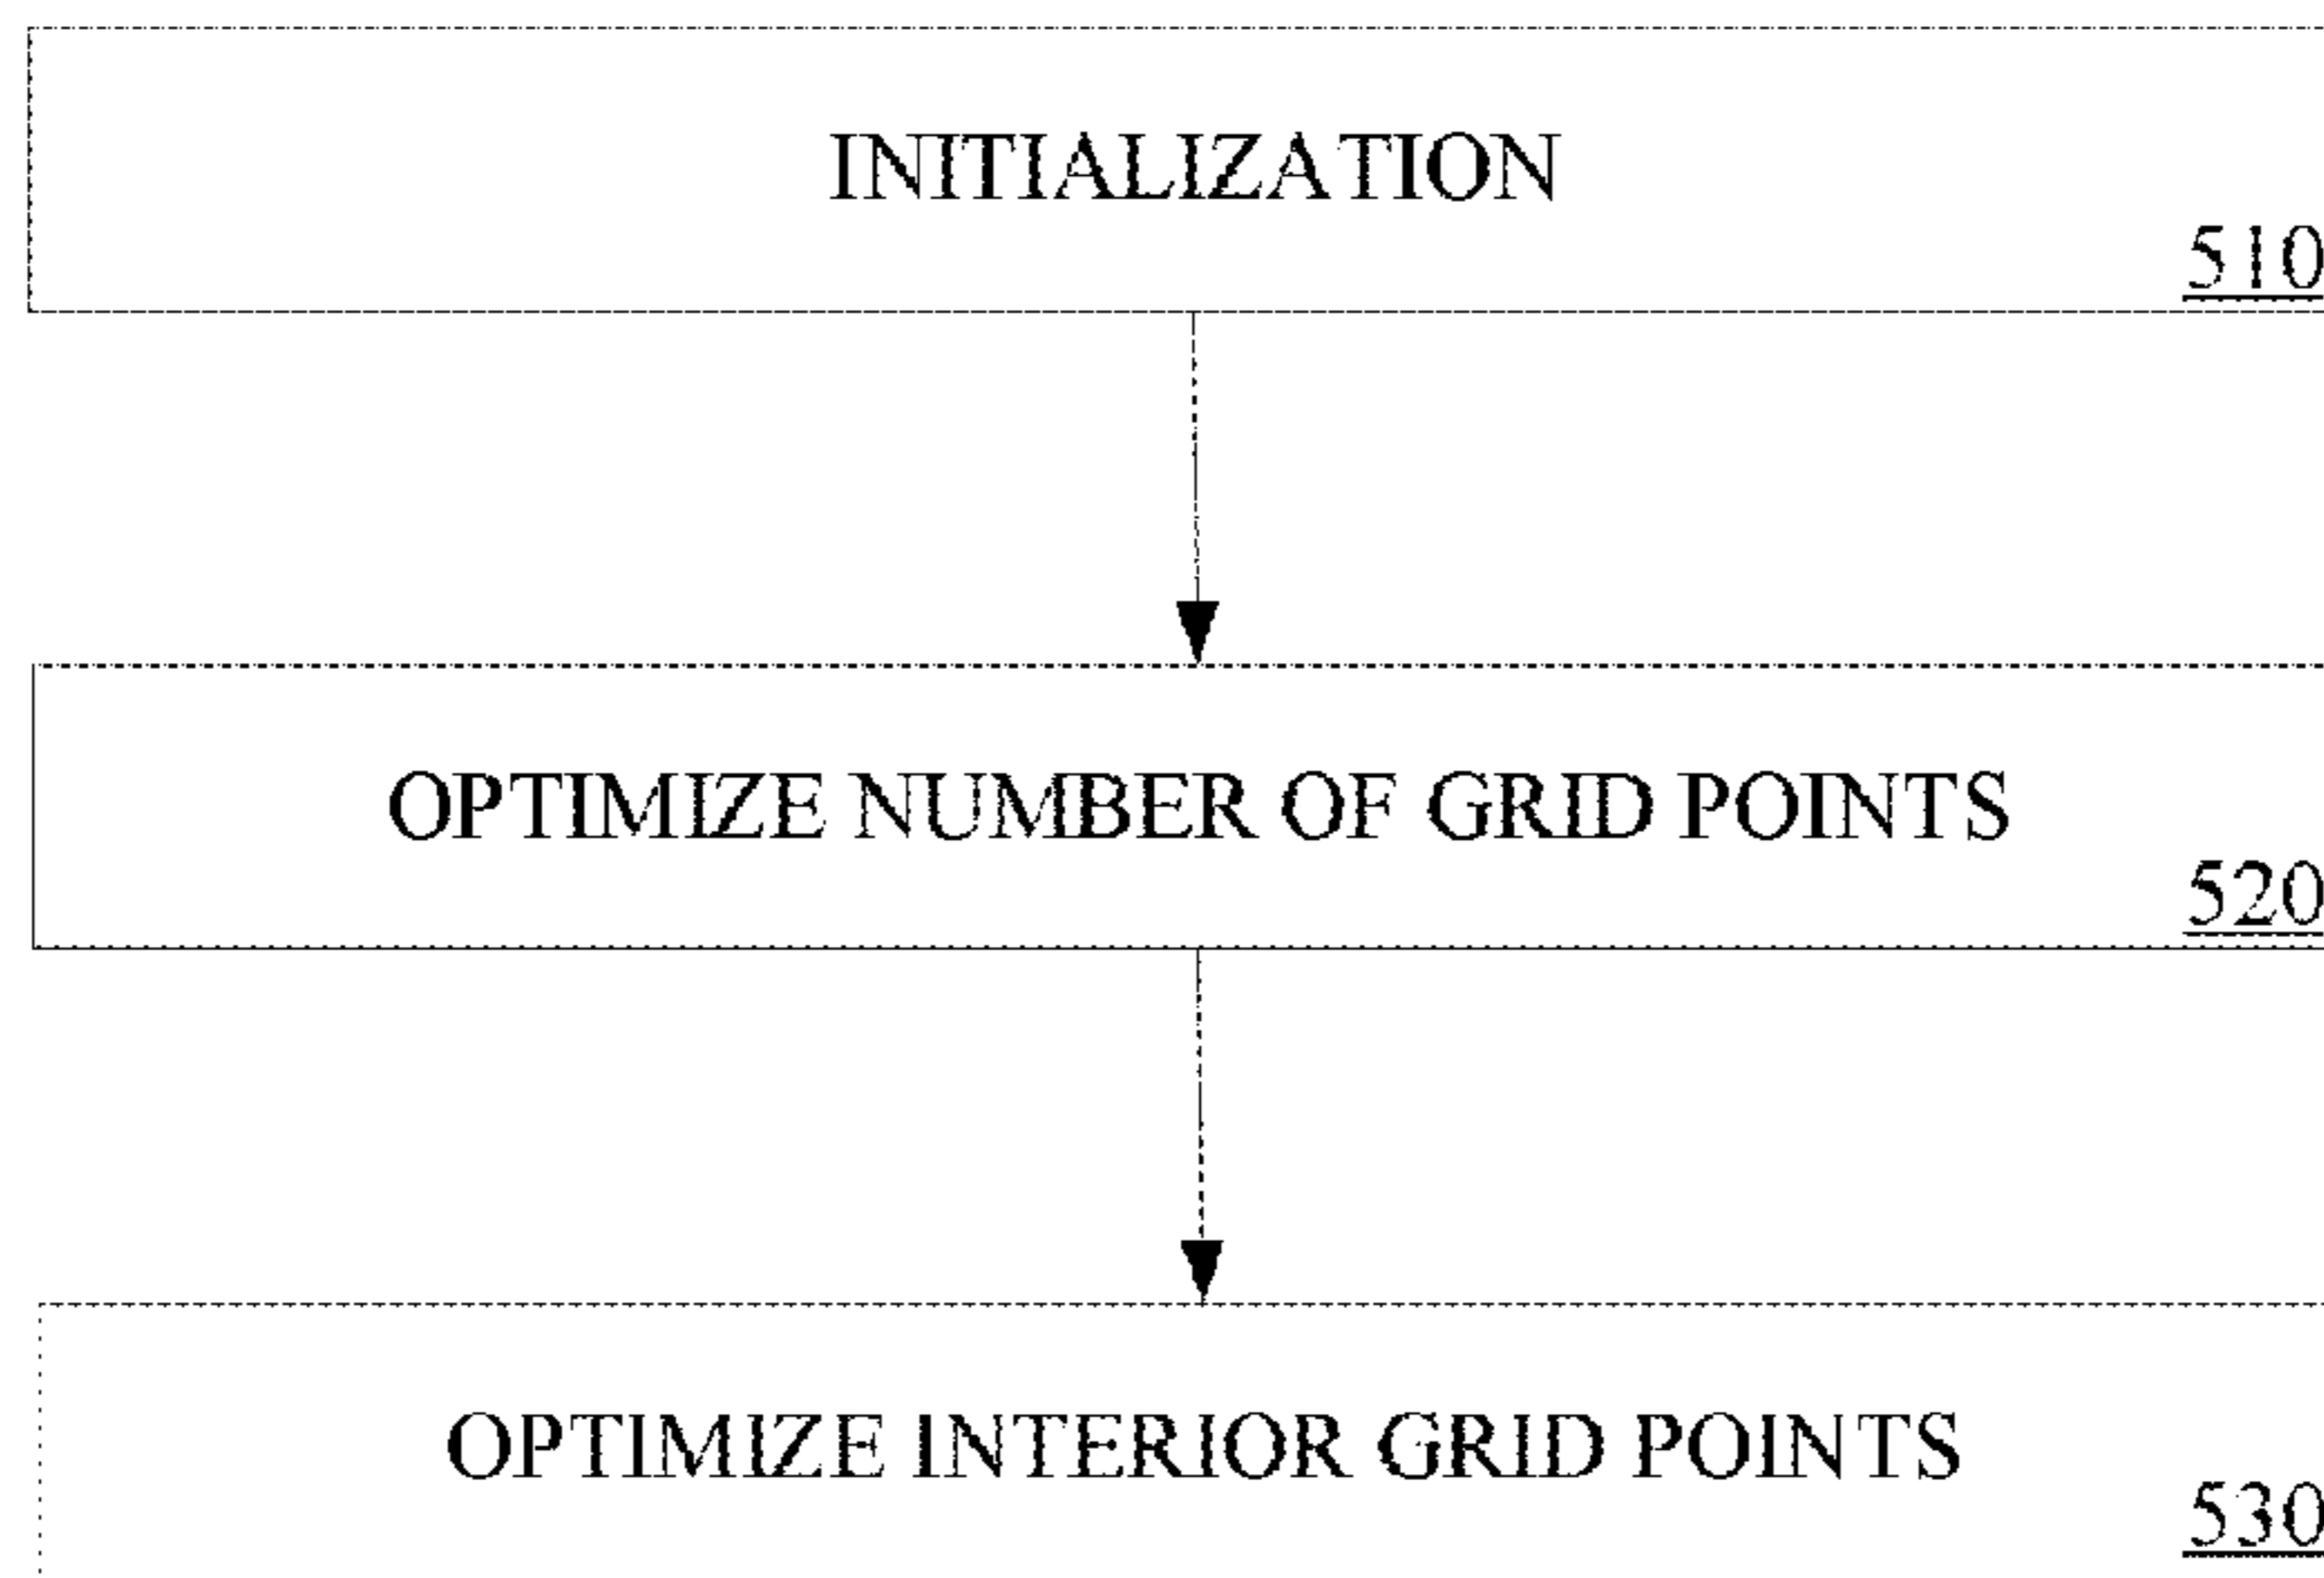 INITIALIZATION
510
OPTIMIZE NUMBER OF GRID POINTS
520
OPTIMIZE INTERIOR GRID POINTS
530